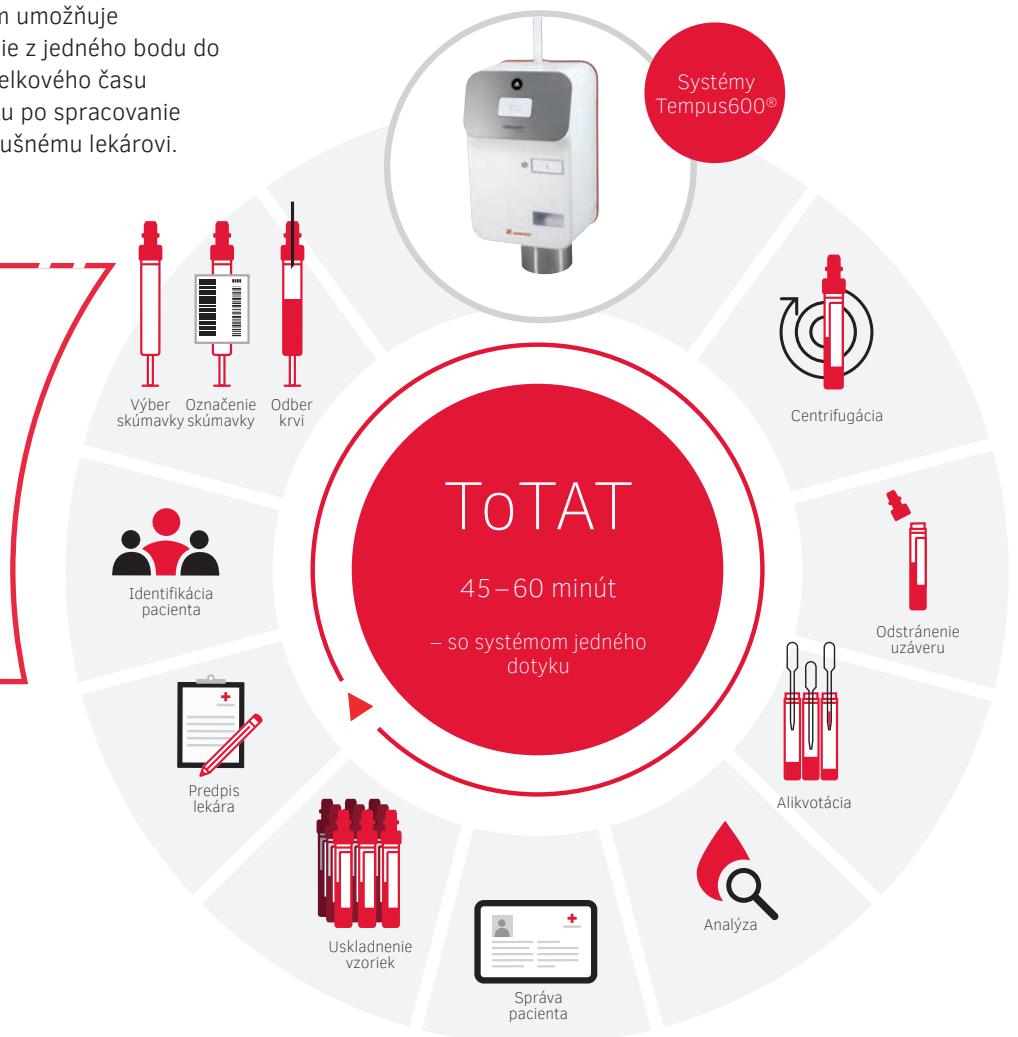 m umožňuje
ie z jedného bodu do
elkového času
u po spracovanie
ušnému lekárovi.
Systémy
Tempus600®
Výber
skúmavky
Označenie
skúmavky
Odber
krvi
Centrifugácia
Identifikácia
pacienta
ToTAT
45–60 minút
– so systémom jedného
dotyku
Odstránenie
uzáveru
Predpis
lekára
Alikvotácia
Uskladnenie
vzoriek
Analýza
Správa
pacienta